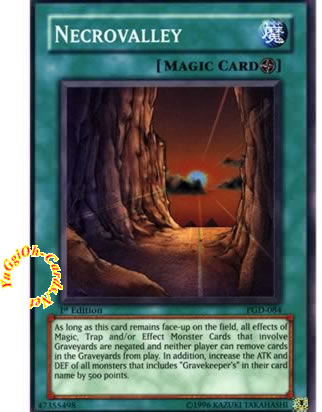 NECROVALLEY
魔
[MAGIC CARD]
YuGgiOh-Cards.Net
1st Edition
PGD-084
As long as this card remains face-up on the field, all effects of
Magic, Trap and/or Effect Monster Cards that involve
Graveyards are negated and neither player can remove cards
in the Graveyards from play. In addition, increase the ATK and
DEF of all monsters that includes "Gravekeeper's" in their card
name by 500 points.
47355498
©1996 KAZUKI TAKAHASHI